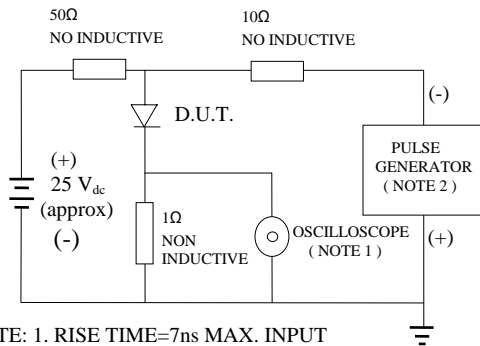 50Ω
NO INDUCTIVE
10Ω
NO INDUCTIVE
(-)
D.U.T.
PULSE
GENERATOR
( NOTE 2 )
(+)
25 Vdc
(approx)
(-)
1Ω
NON
INDUCTIVE
OSCILLOSCOPE
( NOTE 1 )
(+)
TE: 1. RISE TIME=7ns MAX. INPUT